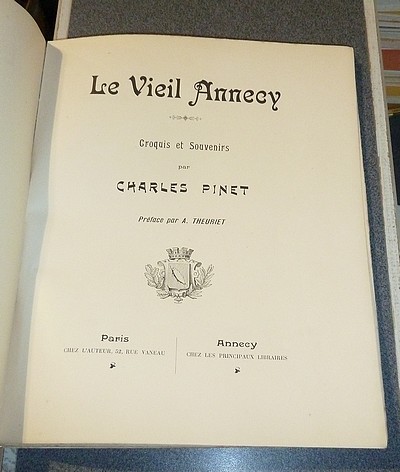 Le Vieil Annecy
Croquis et Souvenirs
par
CHARLES PINET
Préface par A. THEURIET
Paris
CHEZ L'AUTEUR, 32, RUE VANEAU
Annecy
CHEZ LES PRINCIPAUX LIBRAIRES